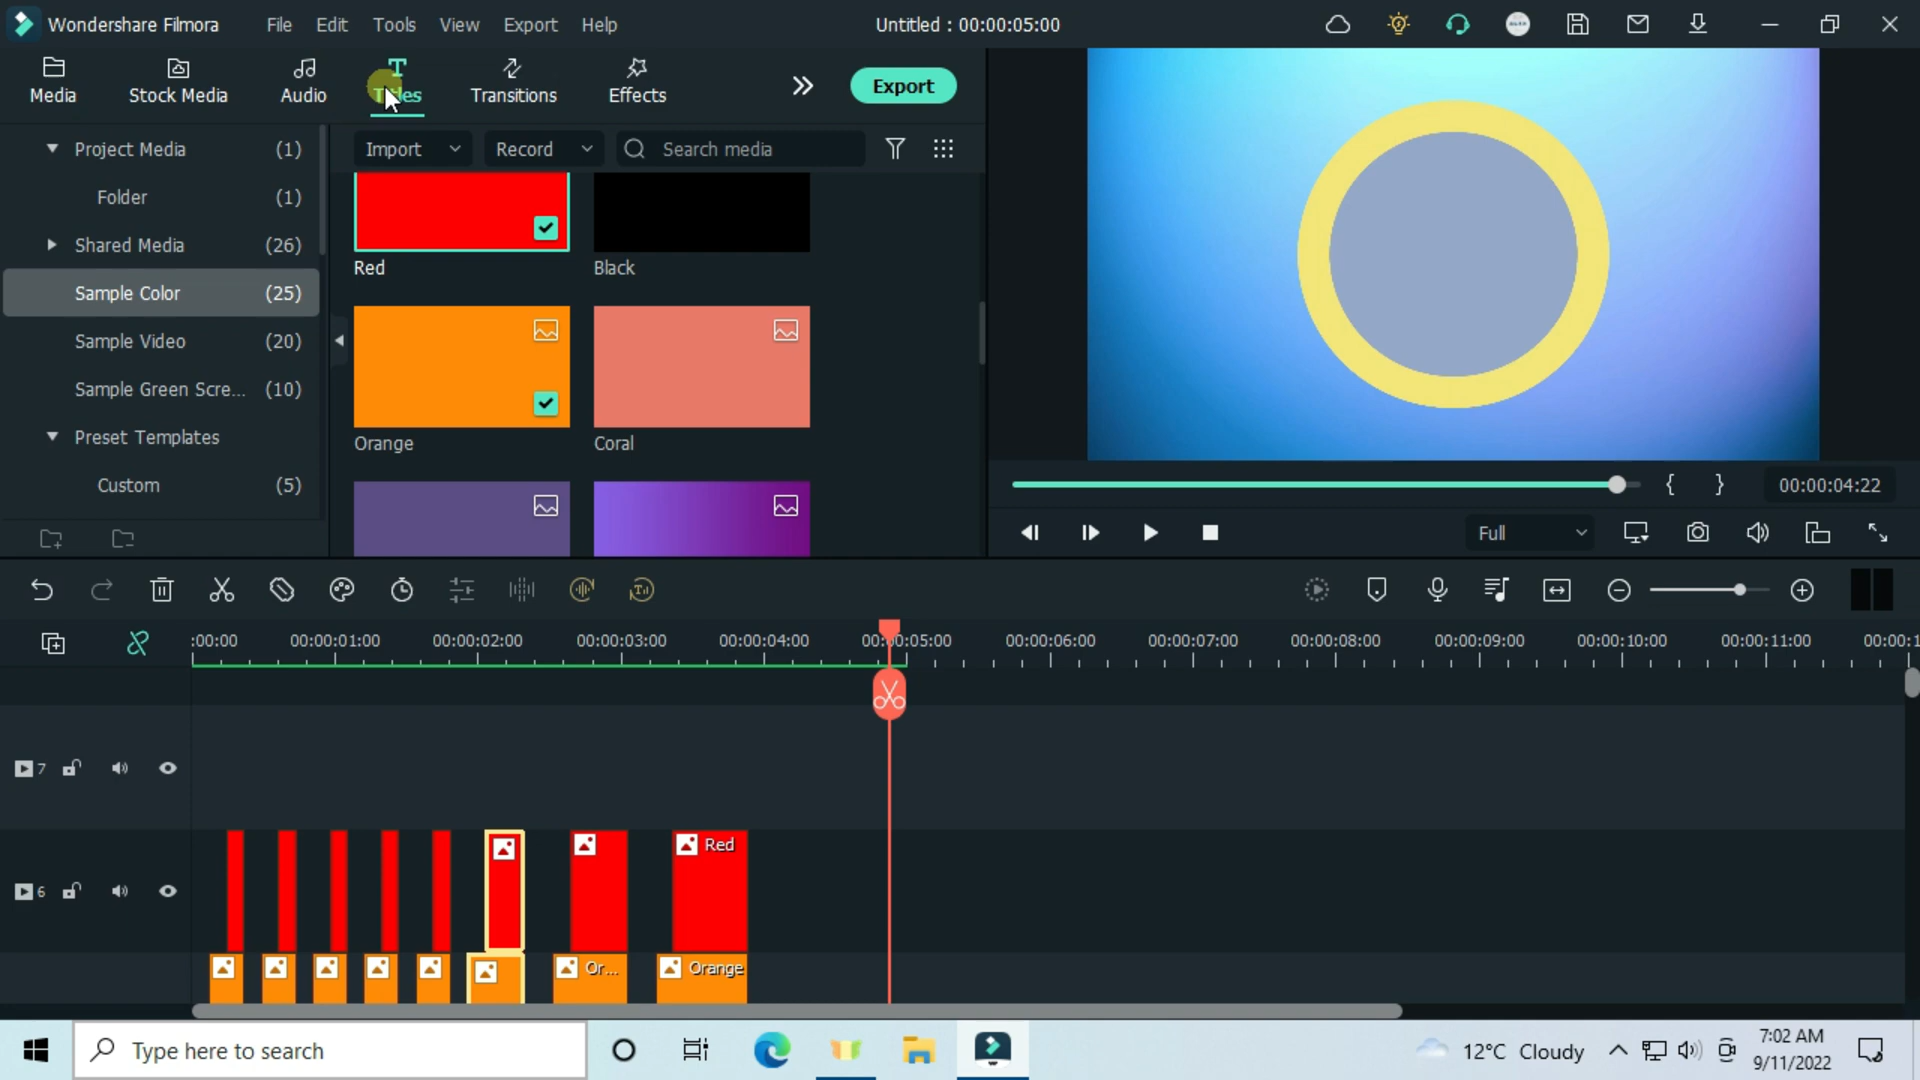 Wondershare Filmora File Edit Tools View Export Help Untitled : 00:00:05:00
Media Stock Media Audio Titles Transitions Effects Export
Project Media (1)
Folder (1)
Shared Media (26)
Sample Color (25)
Sample Video (20)
Sample Green Scre... (10)
Preset Templates
Custom (5)
Import Record Search media
Red Black
Orange Coral
00:00:04:22
Full
:00:00 00:00:01:00 00:00:02:00 00:00:03:00 00:00:04:00 00:00:05:00 00:00:06:00 00:00:07:00 00:00:08:00 00:00:09:00 00:00:10:00 00:00:11:00 00:00:1
7
6
Red
Or... Orange
Type here to search
12°C Cloudy
7:02 AM
9/11/2022